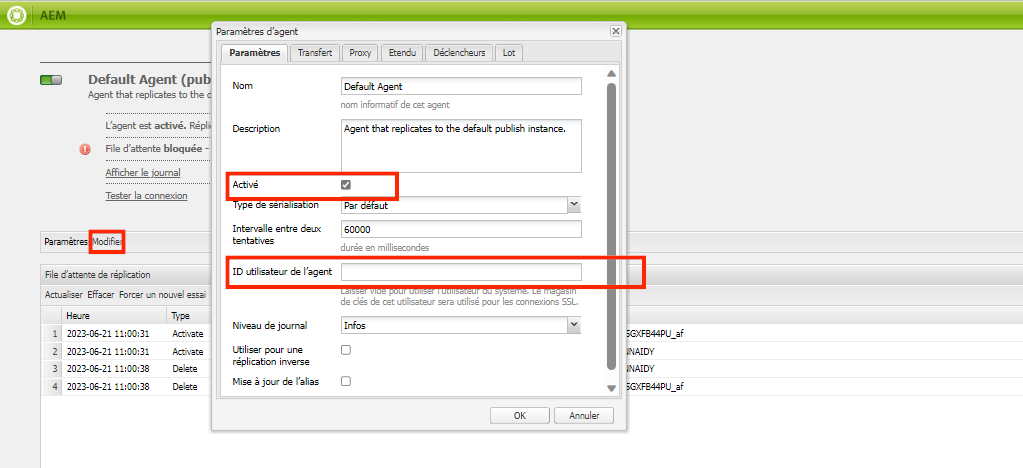 AEM
Paramètres d'agent
Paramètres Transfert Proxy Etendu Déclencheurs Lot
Default Agent (pub
Agent that replicates to the d
L'agent est activé. Répli
File d'attente bloquée -
Afficher le journal
Tester la connexion
Nom Default Agent
nom informatif de cet agent
Description Agent that replicates to the default publish instance.
Activé
Type de sérialisation Par défaut
Intervalle entre deux
tentatives 60000
durée en millisecondes
ID utilisateur de l'agent
Laisser vide pour utiliser l'utilisateur du système. Le magasin
de clés de cet utilisateur sera utilisé pour les connexions SSL.
Niveau de journal Infos
Utiliser pour une
réplication inverse
Mise à jour de l'alias
OK Annuler
Paramètres Modifier
File d'attente de réplication
Actualiser Effacer Forcer un nouvel essai
Heure Type
1 2023-06-21 11:00:31 Activate SGXFB44PU_af
2 2023-06-21 11:00:31 Activate NNAIDY
3 2023-06-21 11:00:38 Delete NNAIDY
4 2023-06-21 11:00:38 Delete SGXFB44PU_af